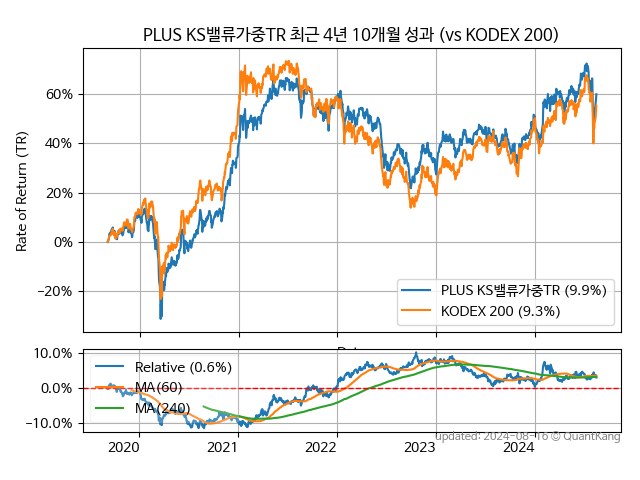 PLUS KS밸류가중TR 최근 4년 10개월 성과 (vs KODEX 200)
Rate of Return (TR)
60%
40%
20%
0%
−20%
PLUS KS밸류가중TR (9.9%)
KODEX 200 (9.3%)
10.0%
0.0%
−10.0%
Relative (0.6%)
MA(60)
MA(240)
2020
2021
2022
2023
2024
updated: 2024-08-16 © QuantKang